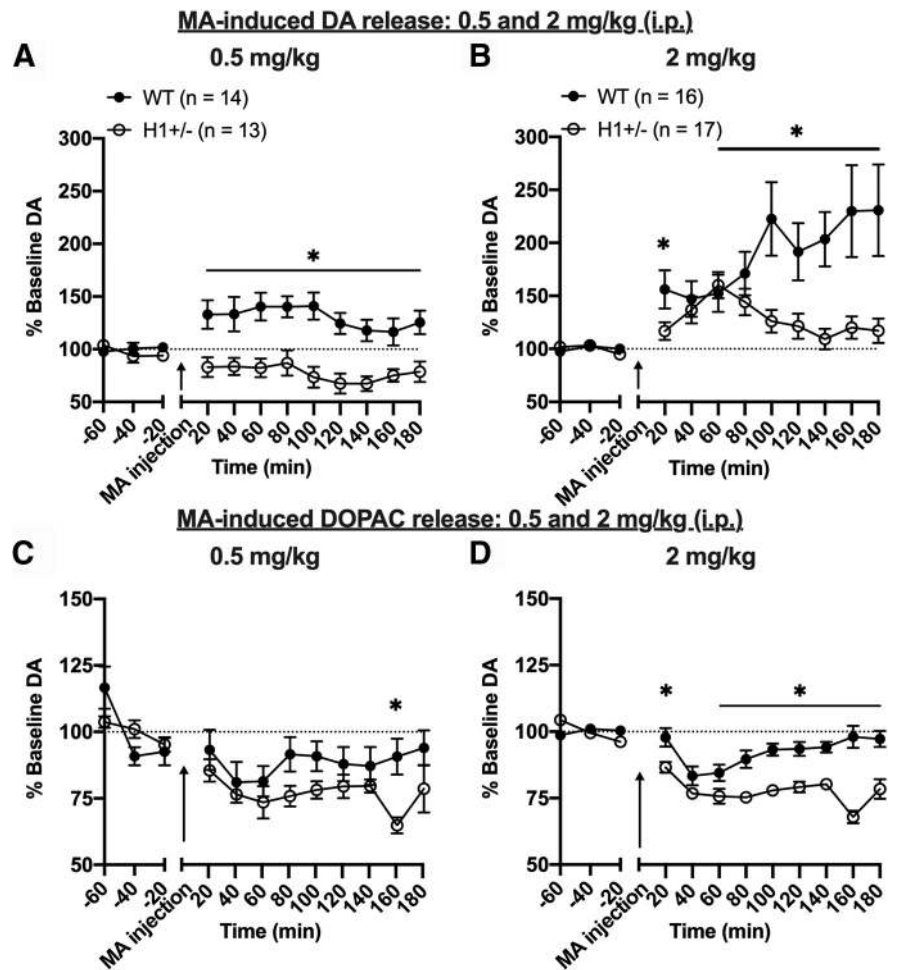 MA-induced DA release: 0.5 and 2 mg/kg (i.p.)
A
0.5 mg/kg
WT (n = 14)
H1+/- (n = 13)
% Baseline DA
300
250
200
150
100
50
*
-60
-40
-20
MA injection
20
40
60
80
100
120
140
160
180
Time (min)
B
2 mg/kg
WT (n = 16)
H1+/- (n = 17)
% Baseline DA
300
250
200
150
100
50
*
*
-60
-40
-20
MA injection
20
40
60
80
100
120
140
160
180
Time (min)
MA-induced DOPAC release: 0.5 and 2 mg/kg (i.p.)
C
0.5 mg/kg
% Baseline DA
150
125
100
75
50
*
-60
-40
-20
MA injection
20
40
60
80
100
120
140
160
180
Time (min)
D
2 mg/kg
% Baseline DA
150
125
100
75
50
*
*
-60
-40
-20
MA injection
20
40
60
80
100
120
140
160
180
Time (min)